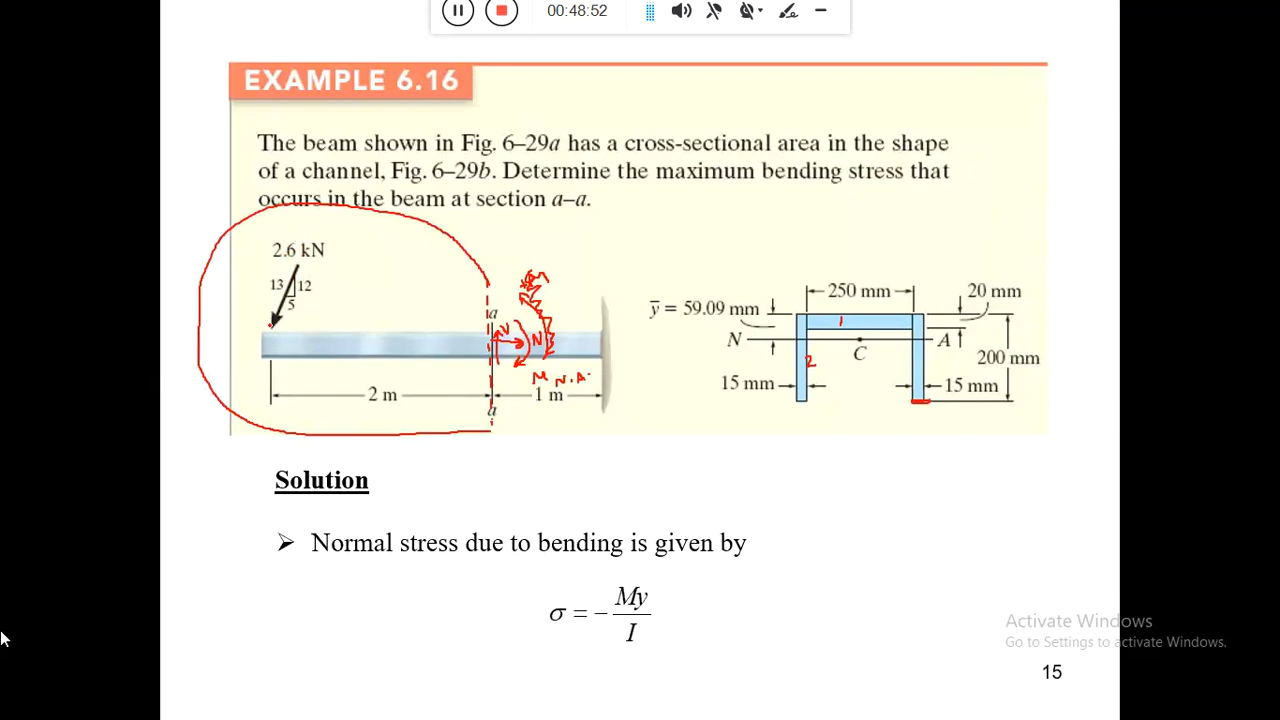 00:48:52
EXAMPLE 6.16
The beam shown in Fig. 6–29a has a cross-sectional area in the shape
of a channel, Fig. 6–29b. Determine the maximum bending stress that
occurs in the beam at section a–a.
2.6 kN
13
12
5
a
V
N
M
N.A.
2 m
1 m
a
250 mm
20 mm
y̅ = 59.09 mm
1
N
A
C
2
200 mm
15 mm
15 mm
Solution
➢ Normal stress due to bending is given by
σ = − My / I
Activate Windows
Go to Settings to activate Windows.
15